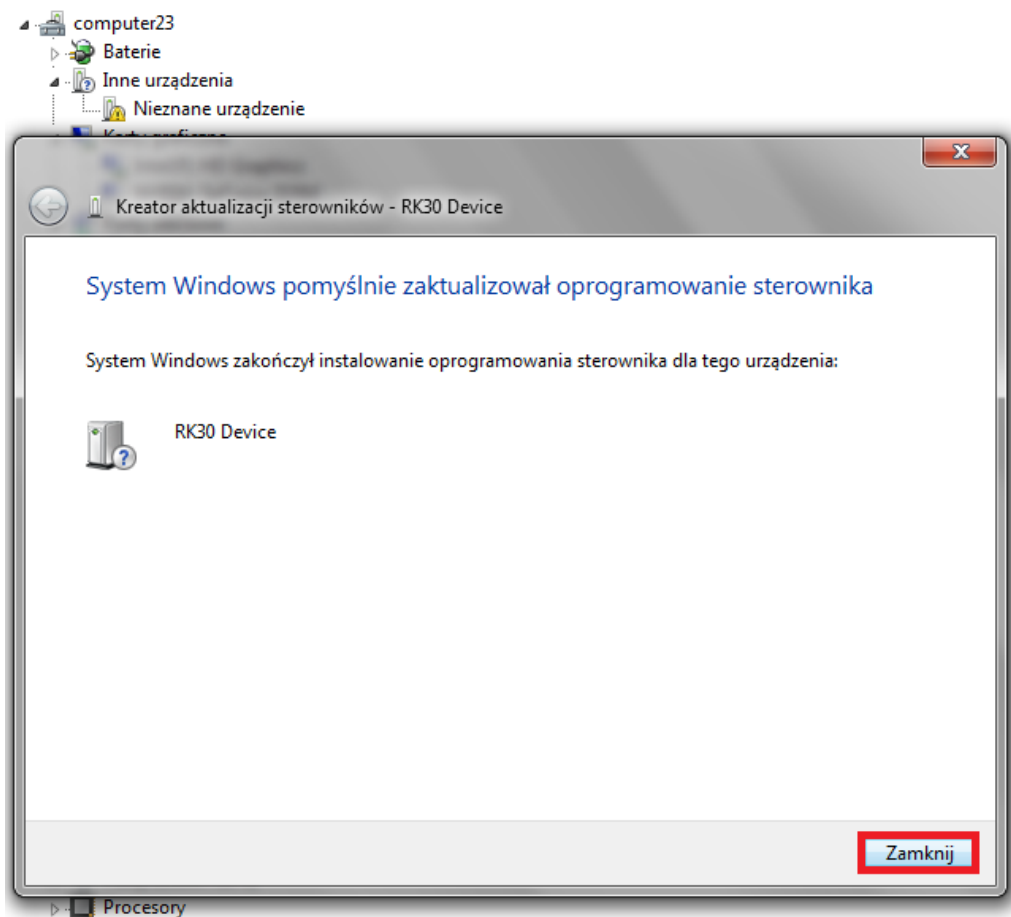 computer23
Baterie
Inne urządzenia
Nieznane urządzenie
Kreator aktualizacji sterowników - RK30 Device
System Windows pomyślnie zaktualizował oprogramowanie sterownika
System Windows zakończył instalowanie oprogramowania sterownika dla tego urządzenia:
RK30 Device
Zamknij
Procesory